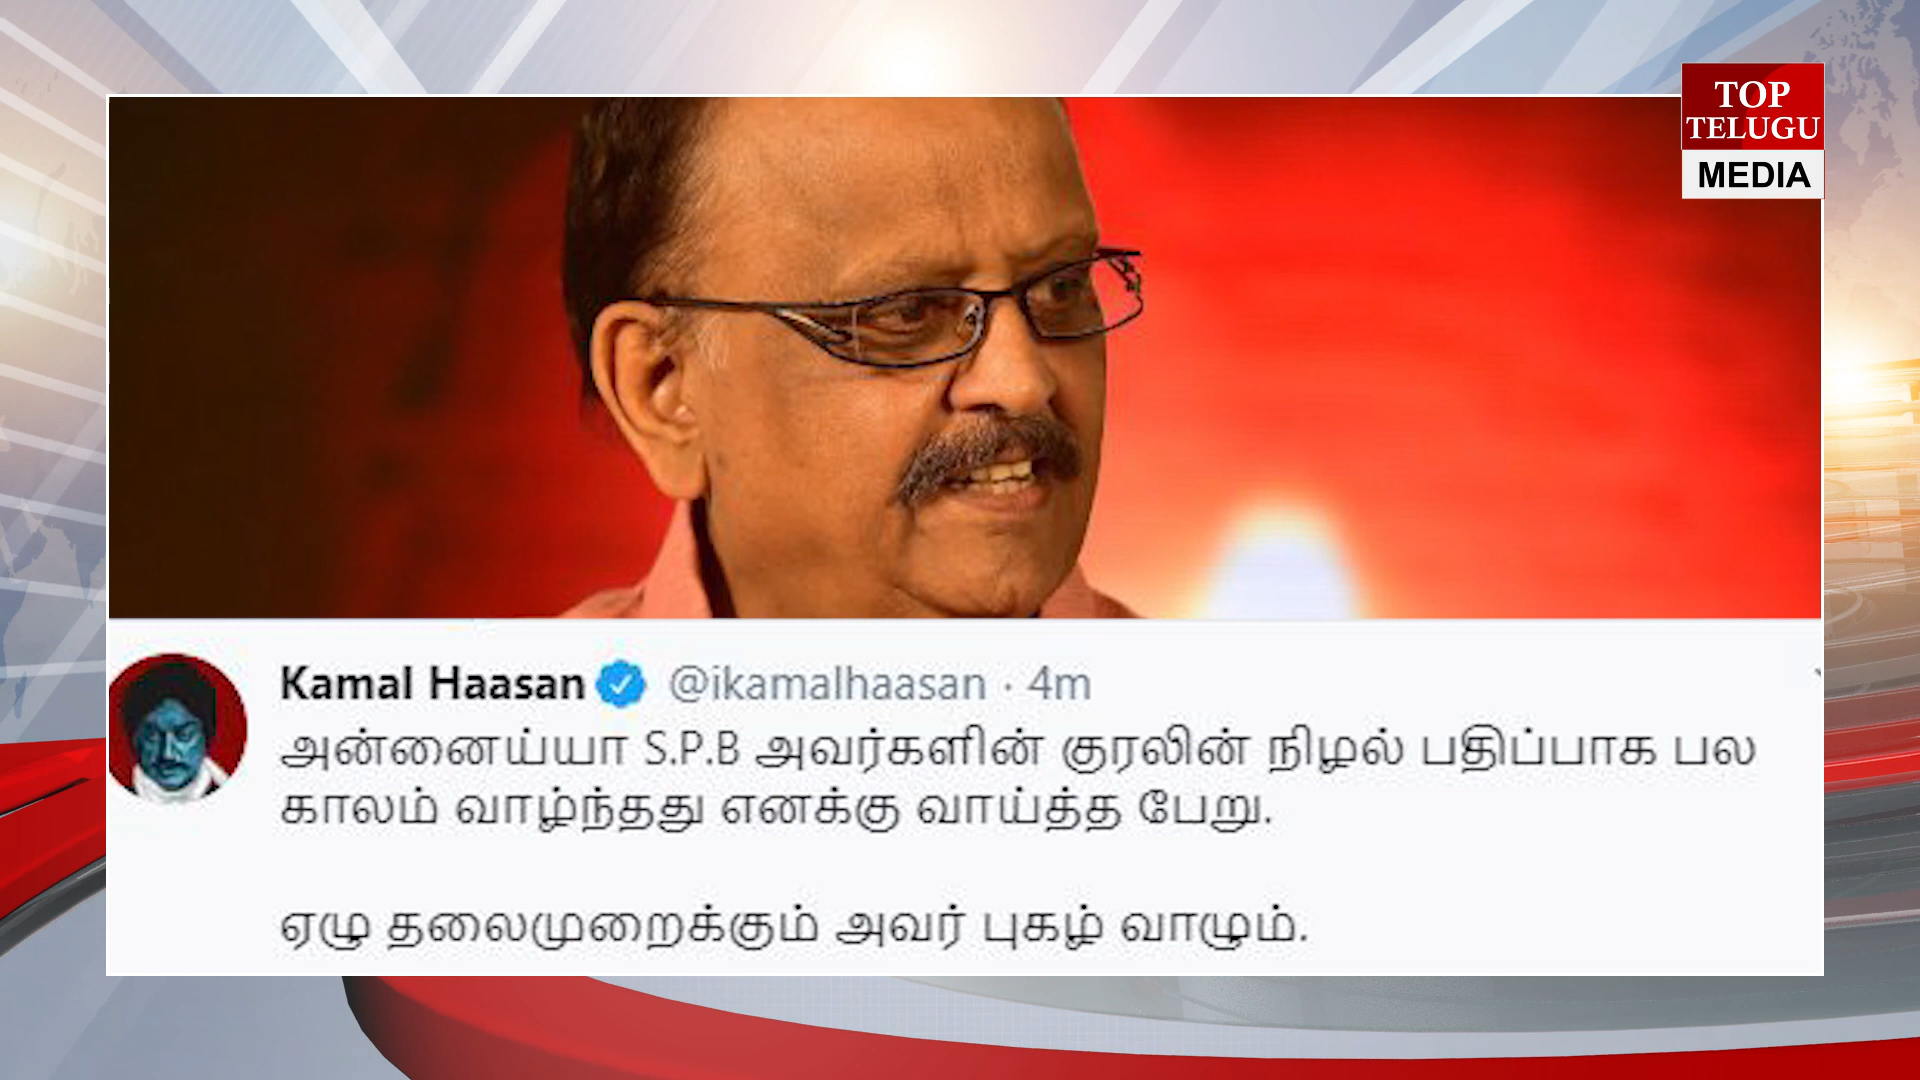 TOP
TELUGU
MEDIA
Kamal Haasan @ikamalhaasan · 4m
அன்னைய்யா S.P.B அவர்களின் குரலின் நிழல் பதிப்பாக பல
காலம் வாழ்ந்தது எனக்கு வாய்த்த பேறு.
ஏழு தலைமுறைக்கும் அவர் புகழ் வாழும்.